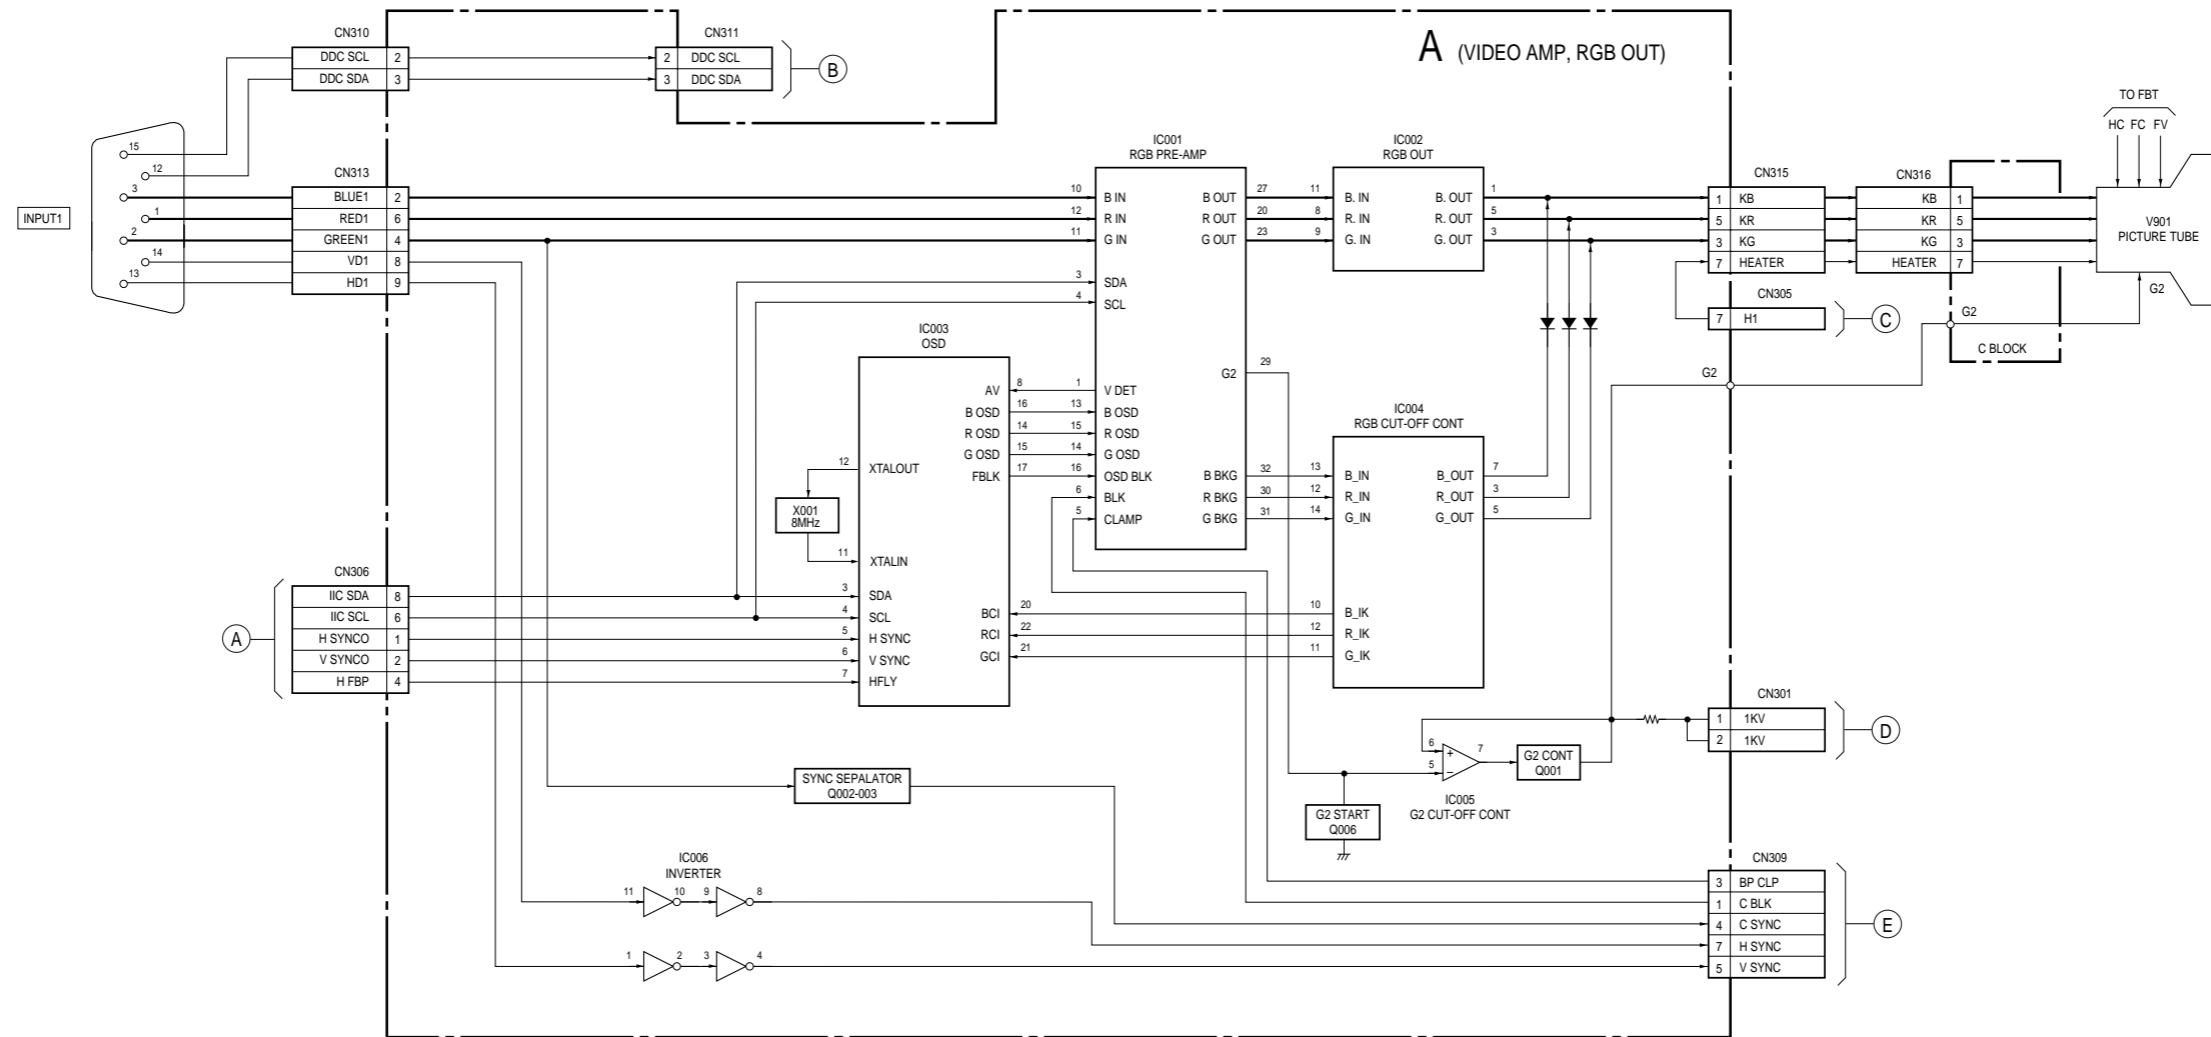 A (VIDEO AMP, RGB OUT)
CN310
DDC SCL 2
DDC SDA 3
CN311
2 DDC SCL
3 DDC SDA
B
INPUT1
15
12
3
1
2
14
13
CN313
BLUE1 2
RED1 6
GREEN1 4
VD1 8
HD1 9
IC001
RGB PRE-AMP
10 B IN
12 R IN
11 G IN
3 SDA
4 SCL
1 V DET
13 B OSD
15 R OSD
14 G OSD
16 OSD BLK
6 BLK
5 CLAMP
B OUT 27
R OUT 20
G OUT 23
G2 29
B BKG 32
R BKG 30
G BKG 31
IC002
RGB OUT
11 B. IN B. OUT 1
8 R. IN R. OUT 5
9 G. IN G. OUT 3
IC003
OSD
AV 8
B OSD 16
R OSD 14
G OSD 15
FBLK 17
12 XTALOUT
X001
8MHz
11 XTALIN
3 SDA
4 SCL
5 H SYNC
6 V SYNC
7 HFLY
BCI 20
RCI 22
GCI 21
IC004
RGB CUT-OFF CONT
13 B_IN B_OUT 7
12 R_IN R_OUT 3
14 G_IN G_OUT 5
10 B_IK
12 R_IK
11 G_IK
CN315
1 KB
5 KR
3 KG
7 HEATER
CN316
KB 1
KR 5
KG 3
HEATER 7
CN305
7 H1
C
TO FBT
HC FC FV
V901
PICTURE TUBE
G2
G2
C BLOCK
G2
A
CN306
IIC SDA 8
IIC SCL 6
H SYNCO 1
V SYNCO 2
H FBP 4
CN301
1 1KV
2 1KV
D
6 +
5 −
7
G2 CONT
Q001
IC005
G2 CUT-OFF CONT
G2 START
Q006
SYNC SEPALATOR
Q002-003
IC006
INVERTER
11 10 9 8
1 2 3 4
CN309
3 BP CLP
1 C BLK
4 C SYNC
7 H SYNC
5 V SYNC
E